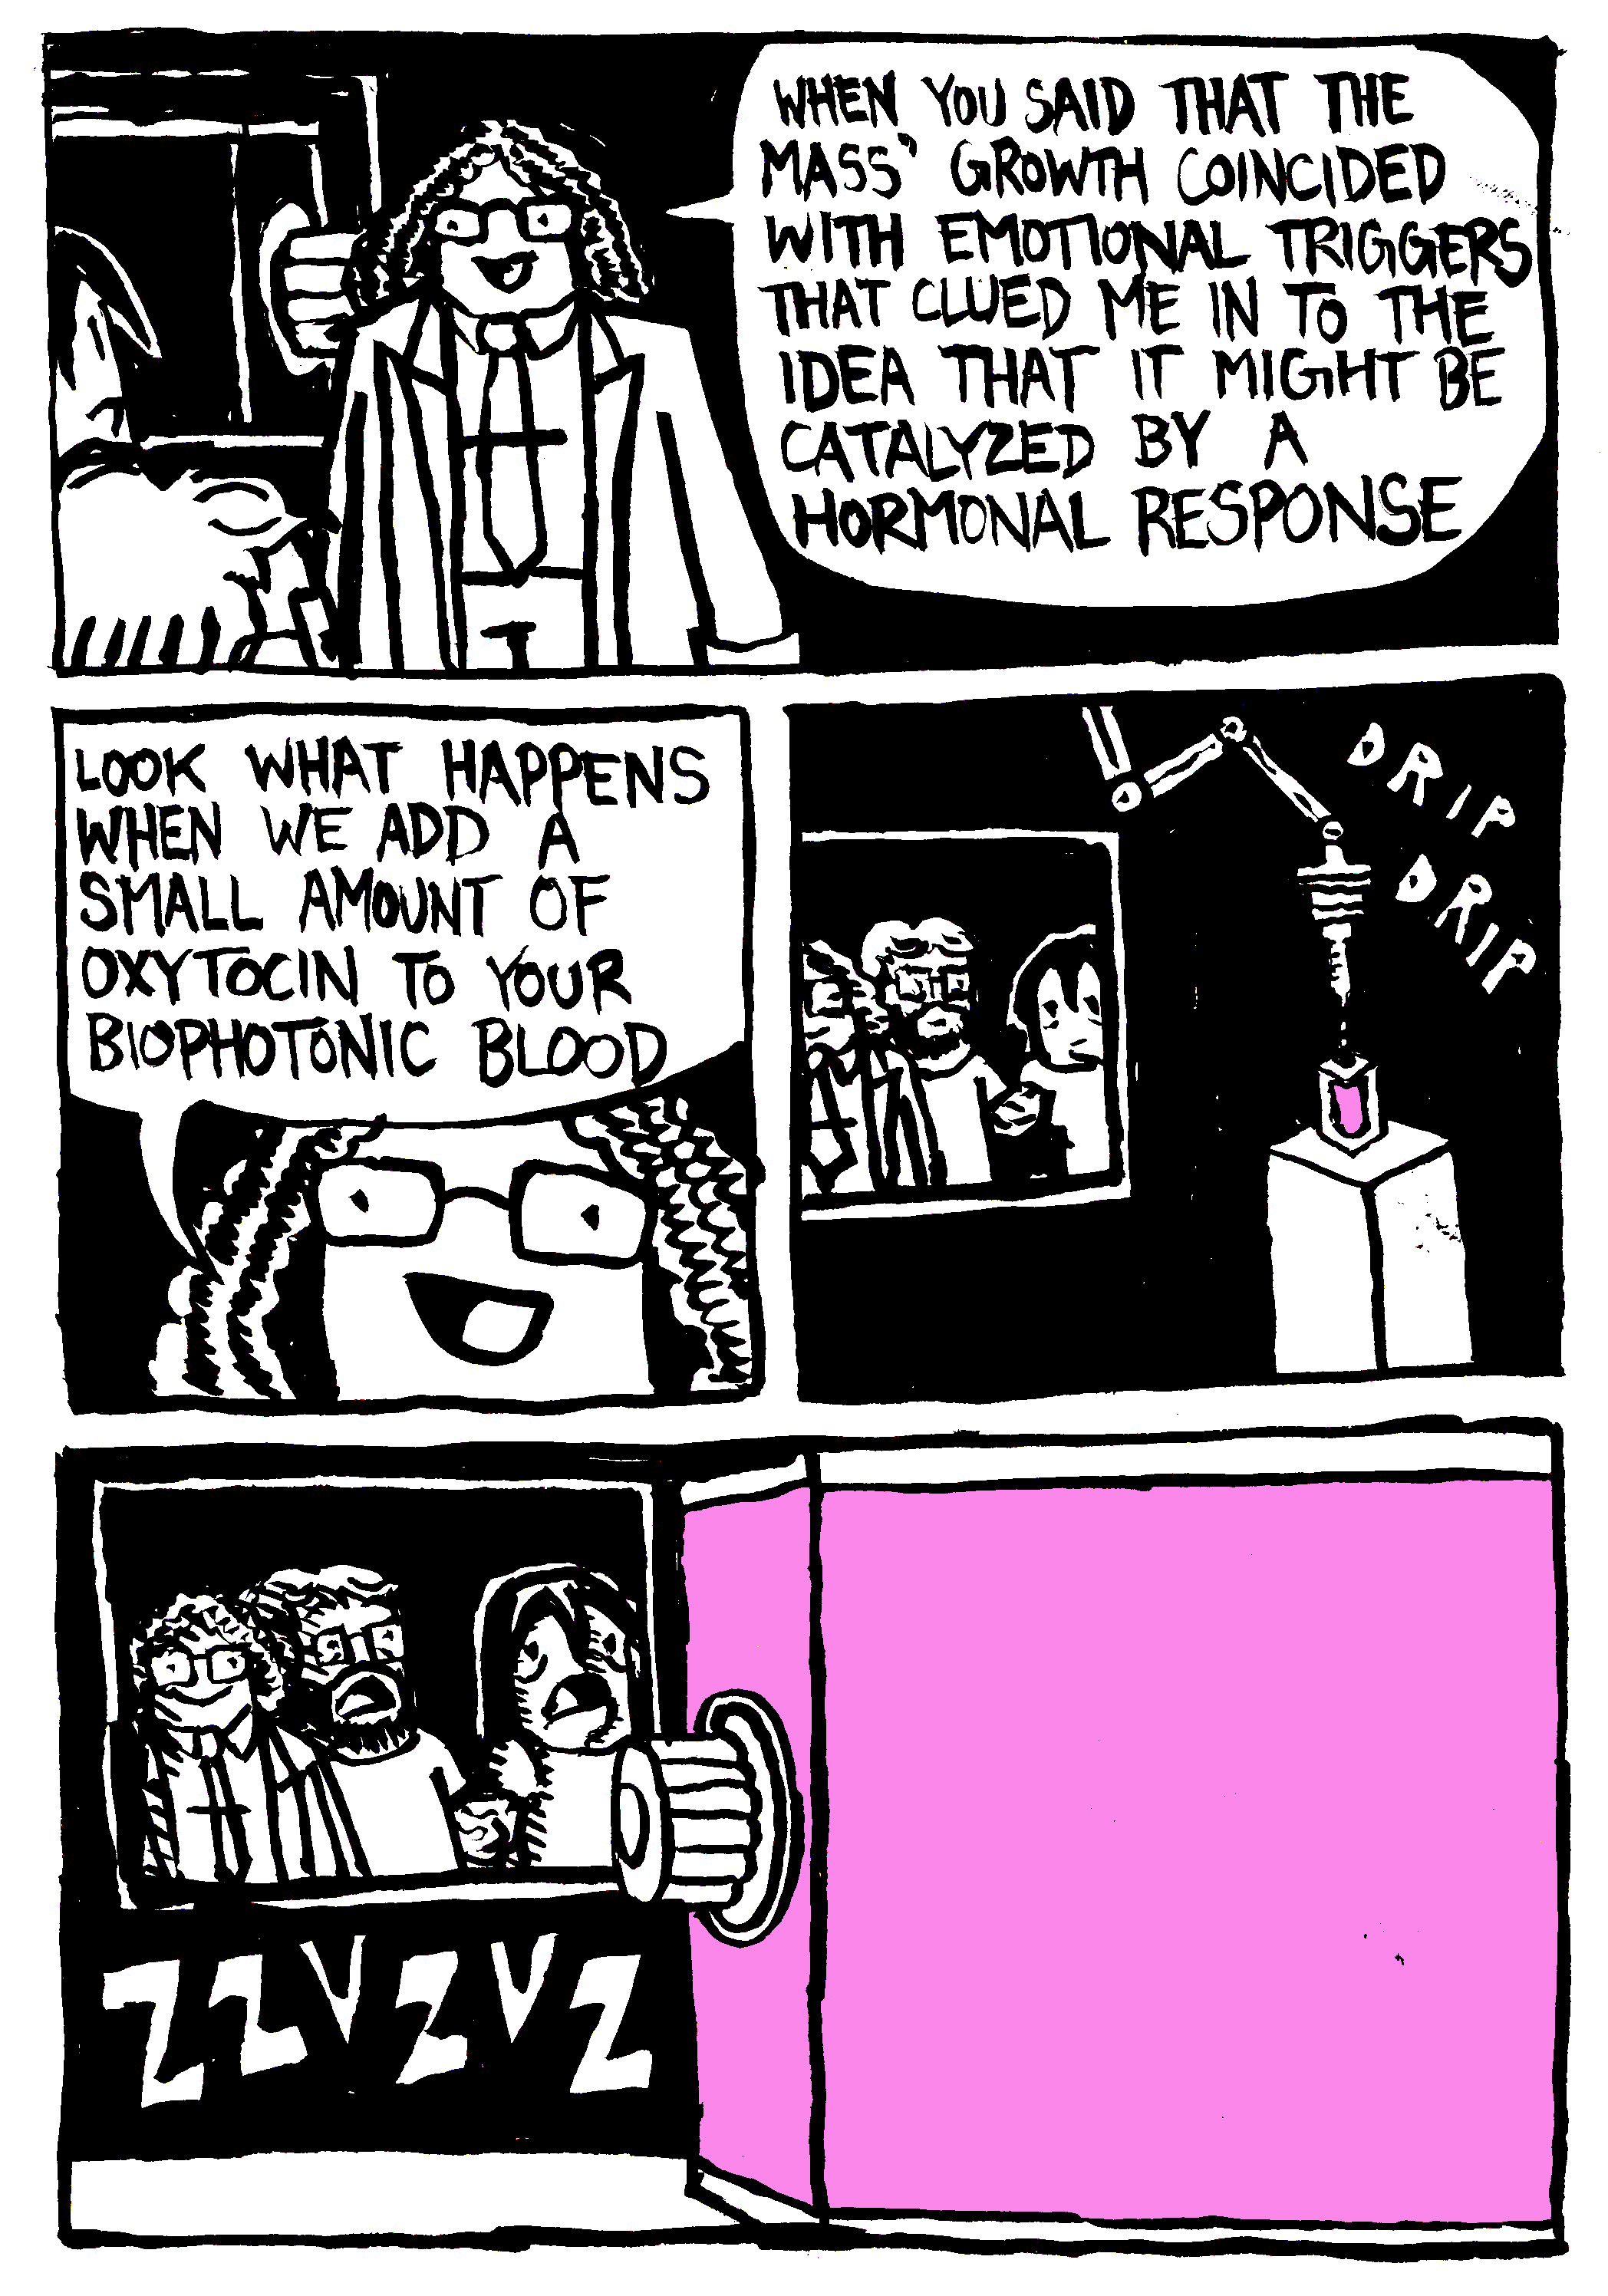 WHEN YOU SAID THAT THE
MASS' GROWTH COINCIDED
WITH EMOTIONAL TRIGGERS
THAT CLUED ME IN TO THE
IDEA THAT IT MIGHT BE
CATALYZED BY A
HORMONAL RESPONSE
LOOK WHAT HAPPENS
WHEN WE ADD A
SMALL AMOUNT OF
OXYTOCIN TO YOUR
BIOPHOTONIC BLOOD
DRIP
DRIP
ZZVZVZ